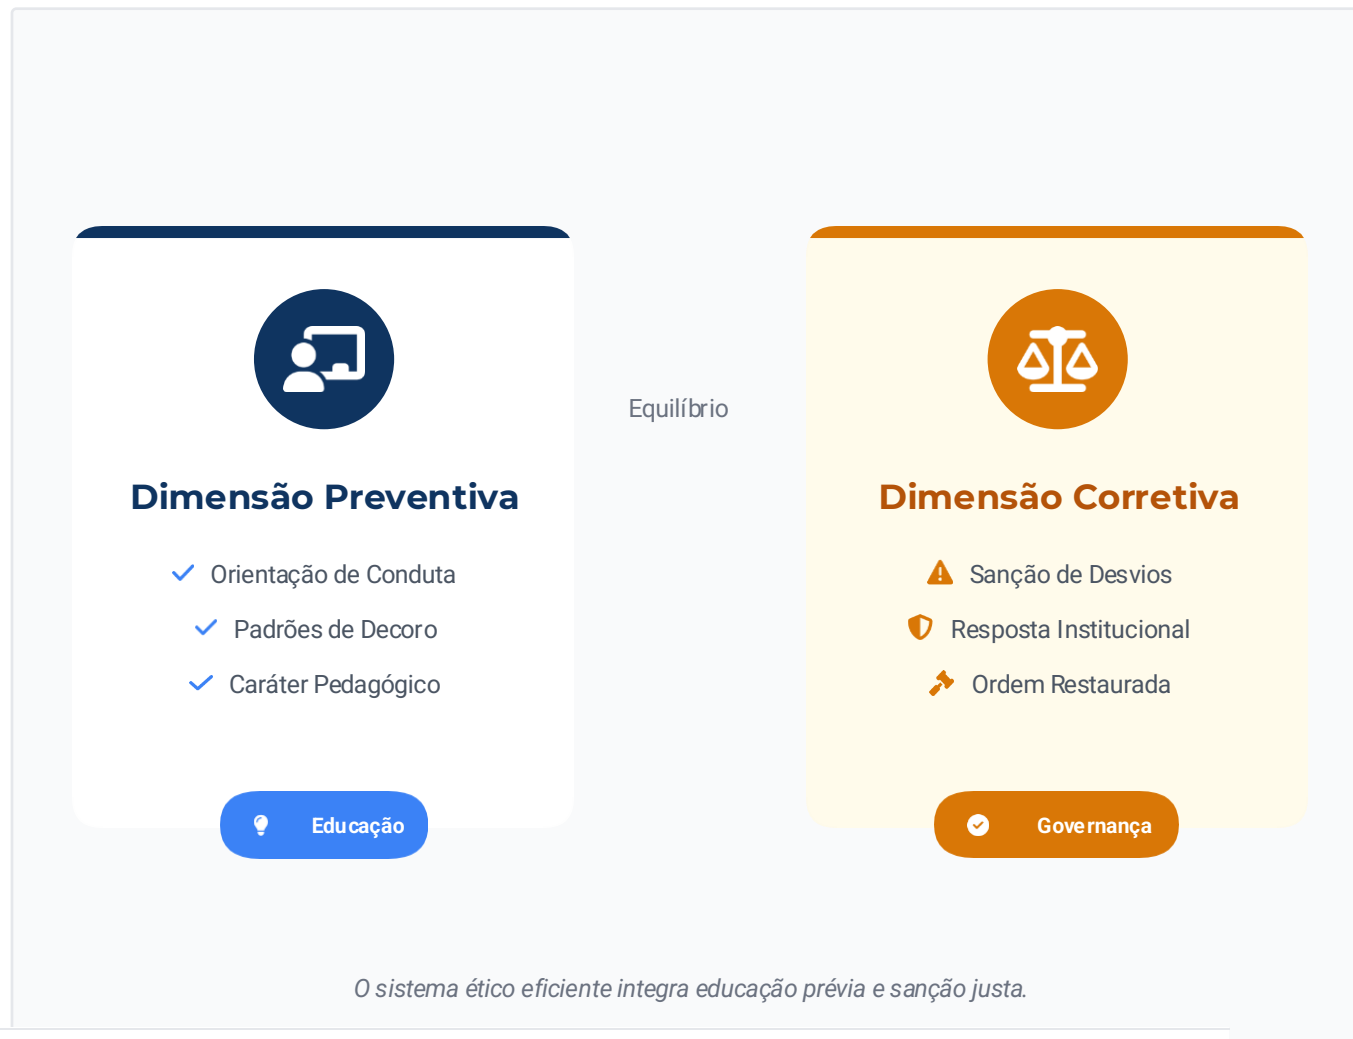 Dimensão Preventiva
Orientação de Conduta
Padrões de Decoro
Caráter Pedagógico
Educação
Equilíbrio
Dimensão Corretiva
Sanção de Desvios
Resposta Institucional
Ordem Restaurada
Governança
O sistema ético eficiente integra educação prévia e sanção justa.